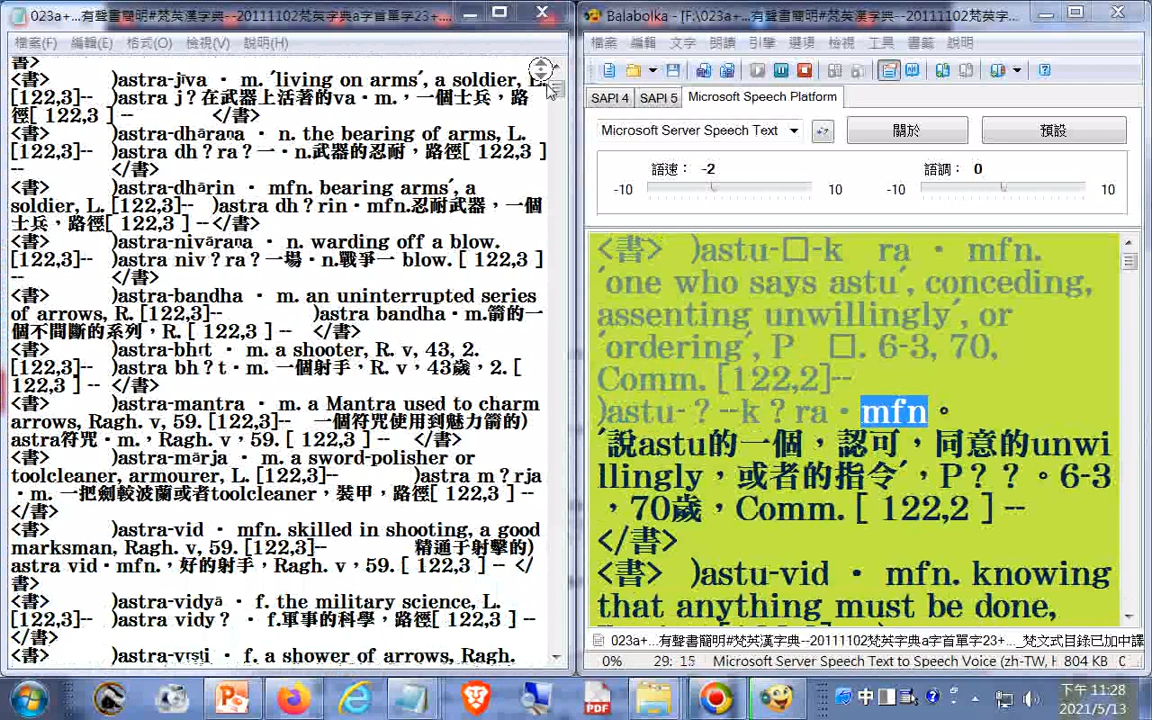 有聲書簡明#梵英漢字典--20111102梵英字典a字首單字23+...
檔案(F) 編輯(E) 格式(O) 檢視(V) 說明(H)
書>
<書> )astra-jīva · m. 'living on arms', a soldier, L.
[122,3]-- )astra j?在武器上活著的va·m.,一個士兵,路
徑[ 122,3 ] -- </書>
<書> )astra-dhāraṇa · n. the bearing of arms, L.
[122,3]-- )astra dh?ra?一·n.武器的忍耐,路徑[ 122,3 ]
-- </書>
<書> )astra-dhārin · mfn. bearing arms', a
soldier, L. [122,3]-- )astra dh?rin·mfn.忍耐武器,一個
士兵,路徑[ 122,3 ] --</書>
<書> )astra-nivāraṇa · n. warding off a blow.
[122,3]-- )astra niv?ra?一場·n.戰爭一 blow. [ 122,3 ]
-- </書>
<書> )astra-bandha · m. an uninterrupted series
of arrows, R. [122,3]-- )astra bandha·m.箭的一
個不間斷的系列,R. [ 122,3 ] -- </書>
<書> )astra-bhṛt · m. a shooter, R. v, 43, 2.
[122,3]-- )astra bh?t·m. 一個射手,R. v,43歲,2. [
122,3 ] -- </書>
<書> )astra-mantra · m. a Mantra used to charm
arrows, Ragh. v, 59. [122,3]-- 一個符咒使用到魅力箭的)
astra符咒·m.,Ragh. v,59. [ 122,3 ] -- </書>
<書> )astra-mārja · m. a sword-polisher or
toolcleaner, armourer, L. [122,3]-- )astra m?rja
·m. 一把劍較波蘭或者toolcleaner,裝甲,路徑[ 122,3 ] --
</書>
<書> )astra-vid · mfn. skilled in shooting, a good
marksman, Ragh. v, 59. [122,3]-- 精通于射擊的)
astra vid·mfn.,好的射手,Ragh. v,59. [ 122,3 ] -- </
書>
<書> )astra-vidyā · f. the military science, L.
[122,3]-- )astra vidy? · f.軍事的科學,路徑[ 122,3 ] --
</書>
<書> )astra-vṛṣṭi · f. a shower of arrows, Ragh.
Balabolka - [F:\023a+...有聲書簡明#梵英漢字典--20111102梵英字...
檔案 編輯 文字 朗讀 引擎 選項 檢視 工具 書籤 說明
SAPI 4 SAPI 5 Microsoft Speech Platform
Microsoft Server Speech Text 關於 預設
語速: -2 語調: 0
-10 10 -10 10
<書> )astu-□-k ra · mfn.
'one who says astu', conceding,
assenting unwillingly', or
'ordering', P □. 6-3, 70,
Comm. [122,2]--
)astu-?--k?ra·mfn。
'說astu的一個,認可,同意的unwi
llingly,或者的指令',P??。6-3
,70歲,Comm. [ 122,2 ] --
</書>
<書> )astu-vid · mfn. knowing
that anything must be done,
023a+...有聲書簡明#梵英漢字典--20111102梵英字典a字首單字23+..._梵文式目錄已加中譯
0% 29: 15 Microsoft Server Speech Text to Speech Voice (zh-TW, H 804 KB
PDF 中 下午 11:28
2021/5/13